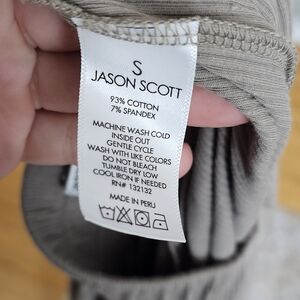 S
JASON SCOTT
93% COTTON
7% SPANDEX
MACHINE WASH COLD
INSIDE OUT
GENTLE CYCLE
WASH WITH LIKE COLORS
DO NOT BLEACH
TUMBLE DRY LOW
COOL IRON IF NEEDED
RN# 132132
MADE IN PERU